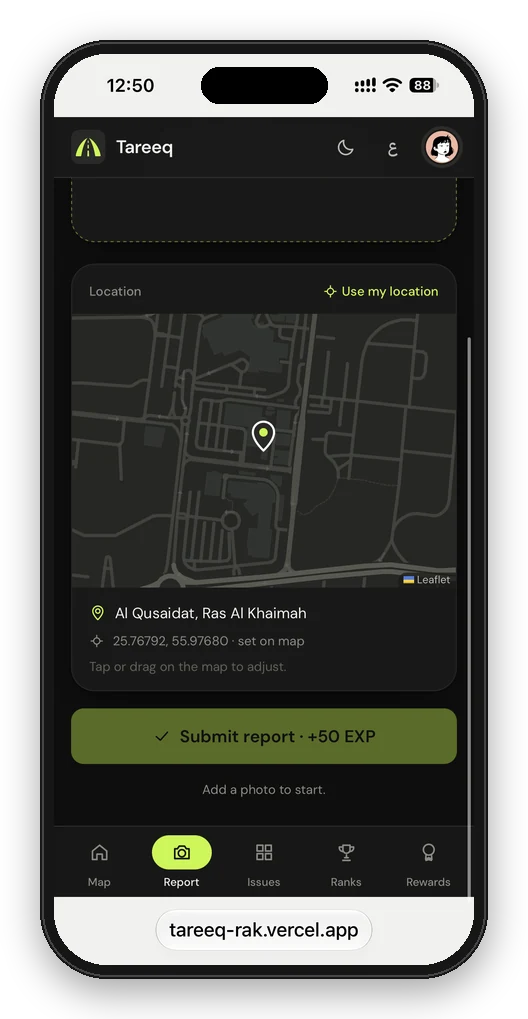 12:50
88
Tareeq
ع
Location
Use my location
Leaflet
Al Qusaidat, Ras Al Khaimah
25.76792, 55.97680 · set on map
Tap or drag on the map to adjust.
Submit report · +50 EXP
Add a photo to start.
Map
Report
Issues
Ranks
Rewards
tareeq-rak.vercel.app